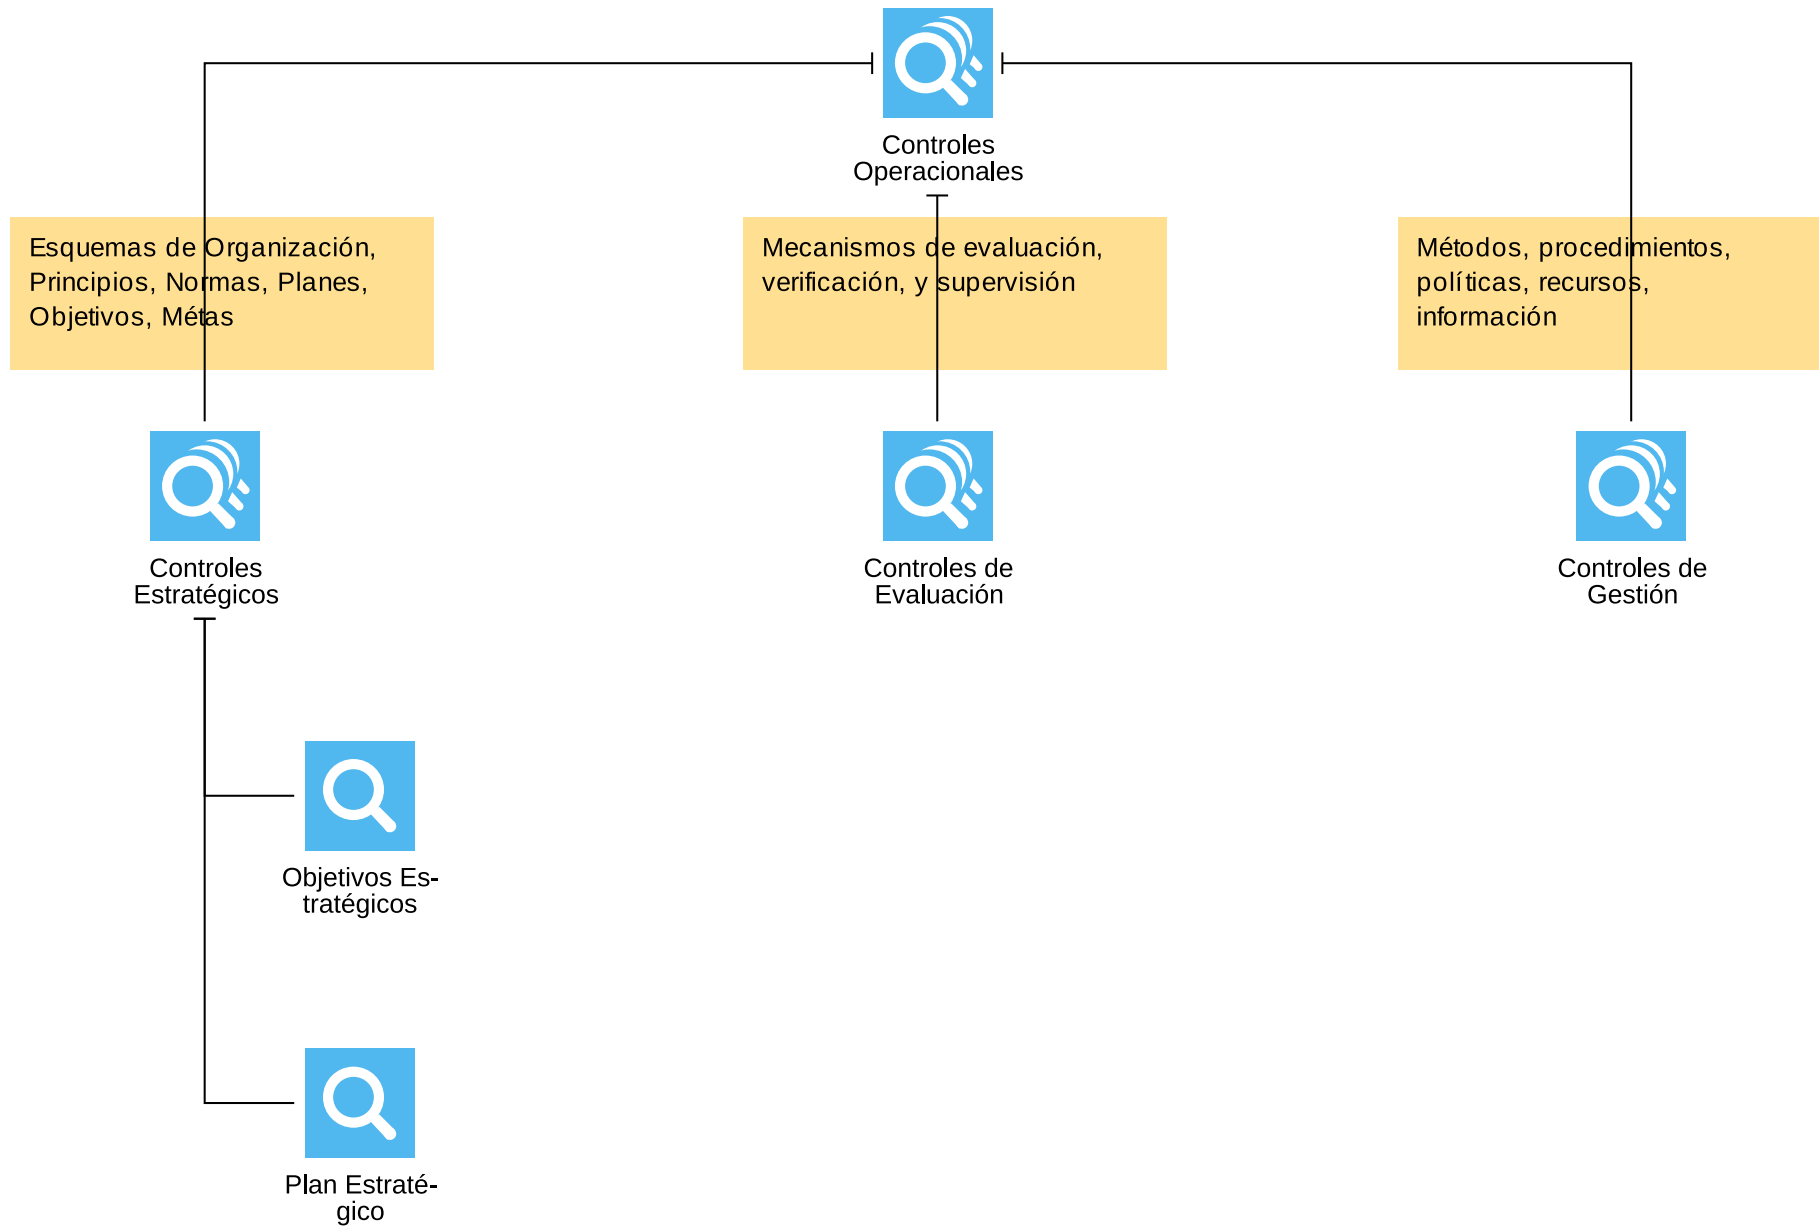 Controles
Operacionales
Esquemas de Organización,
Principios, Normas, Planes,
Objetivos, Métas
Mecanismos de evaluación,
verificación, y supervisión
Métodos, procedimientos,
políticas, recursos,
información
Controles
Estratégicos
Controles de
Evaluación
Controles de
Gestión
Objetivos Es-
tratégicos
Plan Estraté-
gico